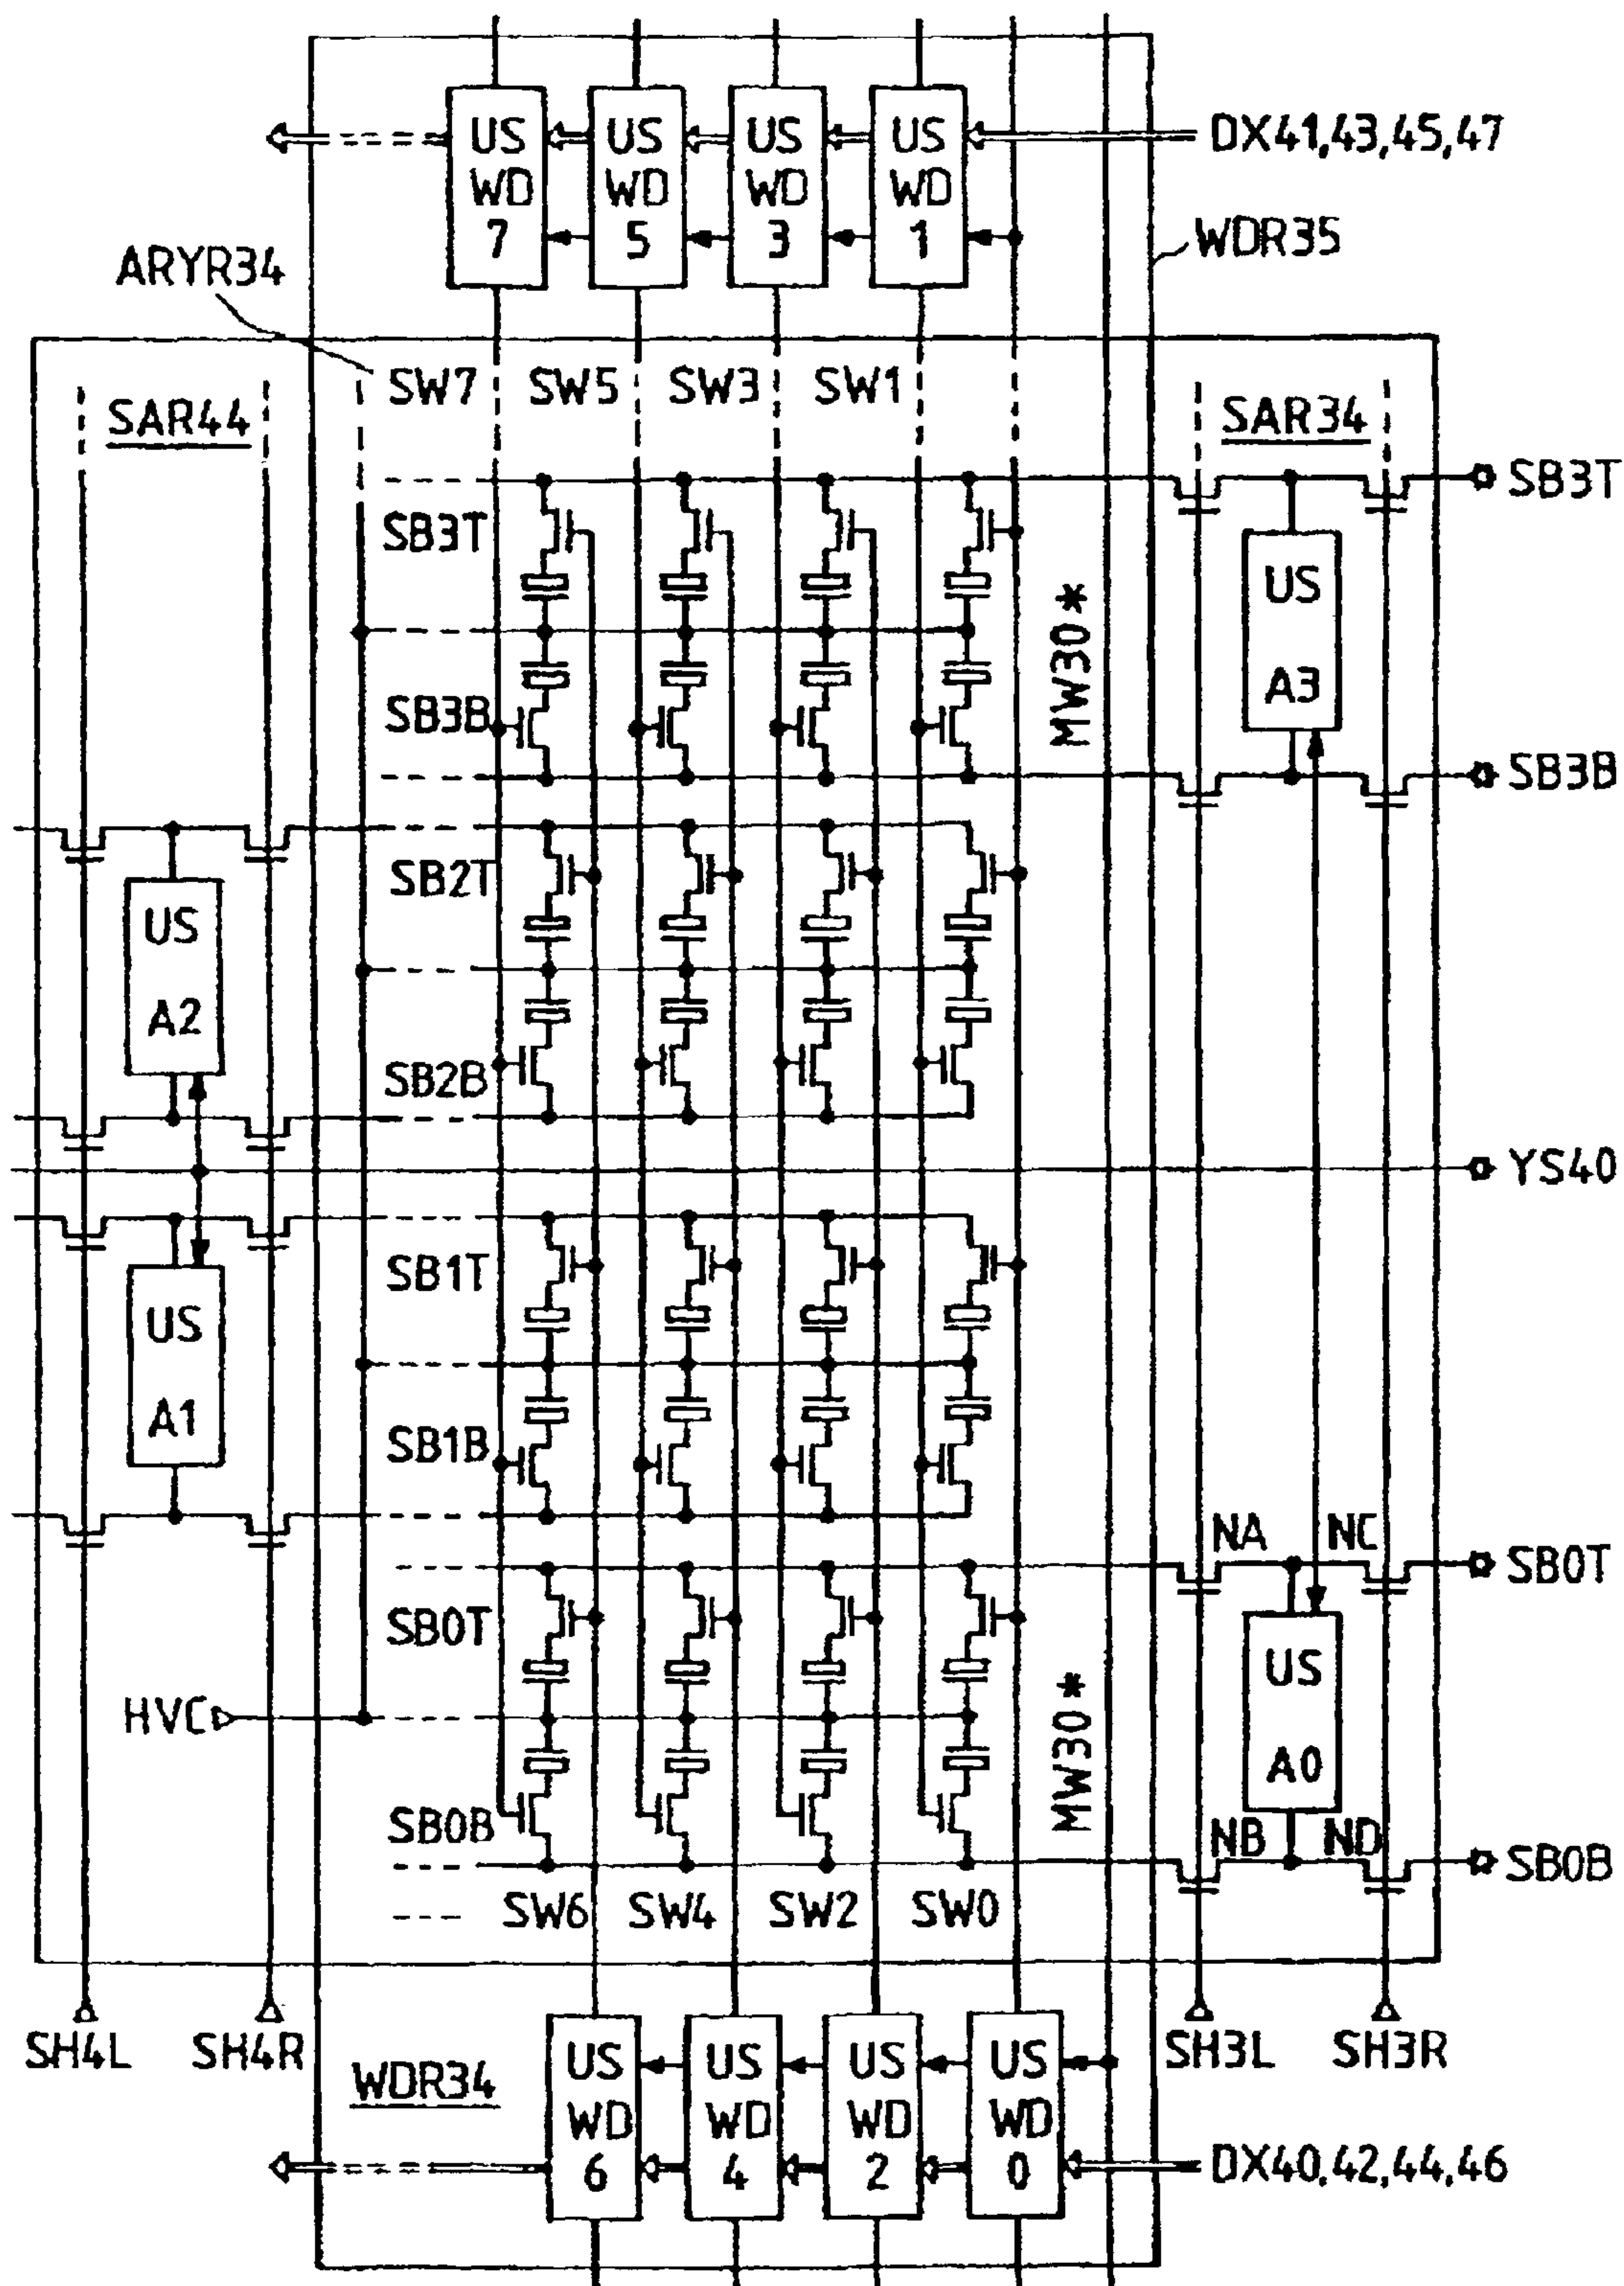 US WD 7
US WD 5
US WD 3
US WD 1
DX41,43,45,47
WDR35
ARYR34
SW7 SW5 SW3 SW1
SAR44
SAR34
SB3T
SB3T
US A3
MW30*
SB3B
SB3B
SB2T
US A2
SB2B
YS40
SB1T
US A1
SB1B
NA NC
SB0T
SB0T
US A0
MW30*
HVC
SB0B
NB ND
SB0B
SW6 SW4 SW2 SW0
SH4L SH4R
SH3L SH3R
WDR34
US WD 6
US WD 4
US WD 2
US WD 0
DX40,42,44,46